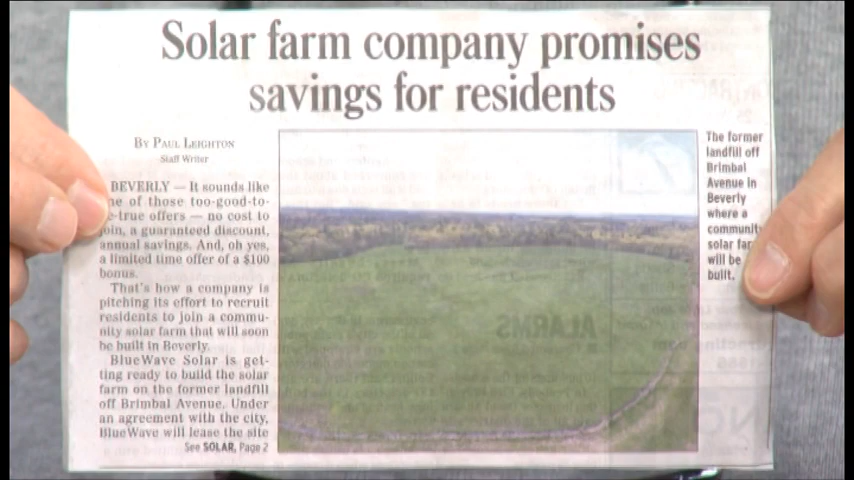 Solar farm company promises
savings for residents
BY PAUL LEIGHTON
Staff Writer
BEVERLY — It sounds like
ne of those too-good-to-
e-true offers — no cost to
join, a guaranteed discount,
annual savings. And, oh yes,
a limited time offer of a $100
bonus.
That's how a company is
pitching its effort to recruit
residents to join a commu-
nity solar farm that will soon
be built in Beverly.
BlueWave Solar is get-
ting ready to build the solar
farm on the former landfill
off Brimbal Avenue. Under
an agreement with the city,
BlueWave will lease the site
See SOLAR, Page 2
The former
landfill off
Brimbal
Avenue in
Beverly
where a
communit
solar far
will be
built.
ALARMS